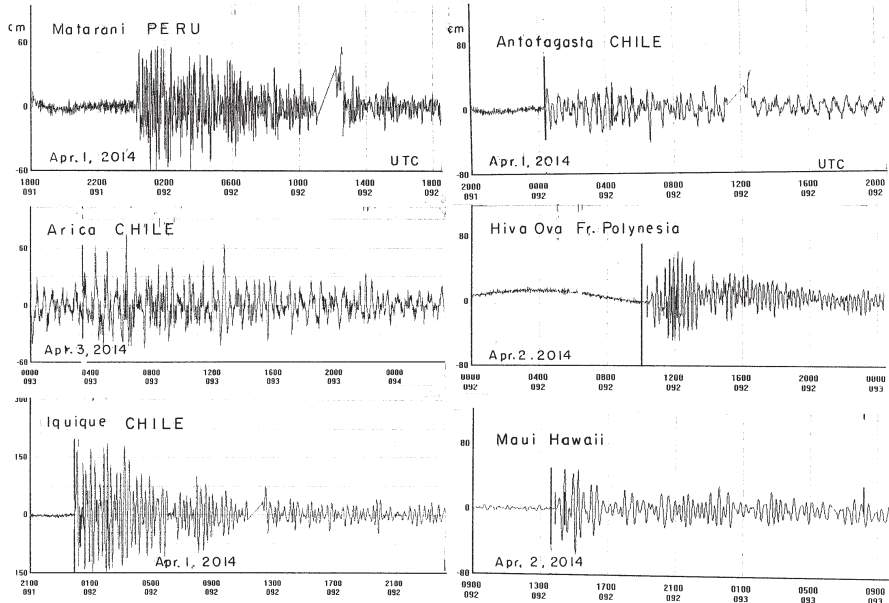 cm
Matarani PERU
60
0
-60
Apr.1, 2014
UTC
1800 2200 0200 0600 1000 1400 1800
091 091 092 092 092 092 092
cm
Antofagasta CHILE
80
0
-80
Apr.1, 2014
UTC
2000 0000 0400 0800 1200 1600 2000
091 092 092 092 092 092 092
Arica CHILE
60
0
-60
Apr.3, 2014
0000 0400 0800 1200 1600 2000 0000
093 093 093 093 093 093 094
Hiva Ova Fr. Polynesia
80
0
-80
Apr.2.2014
0000 0400 0800 1200 1600 2000 0000
092 092 092 092 092 092 093
300
Iquique CHILE
150
0
150
Apr.1, 2014
2100 0100 0500 0900 1300 1700 2100
092 092 092 092 092 092 092
Maui Hawaii
80
0
-80
Apr. 2, 2014
0900 1300 1700 2100 0100 0500 0900
092 092 092 092 093 093 093